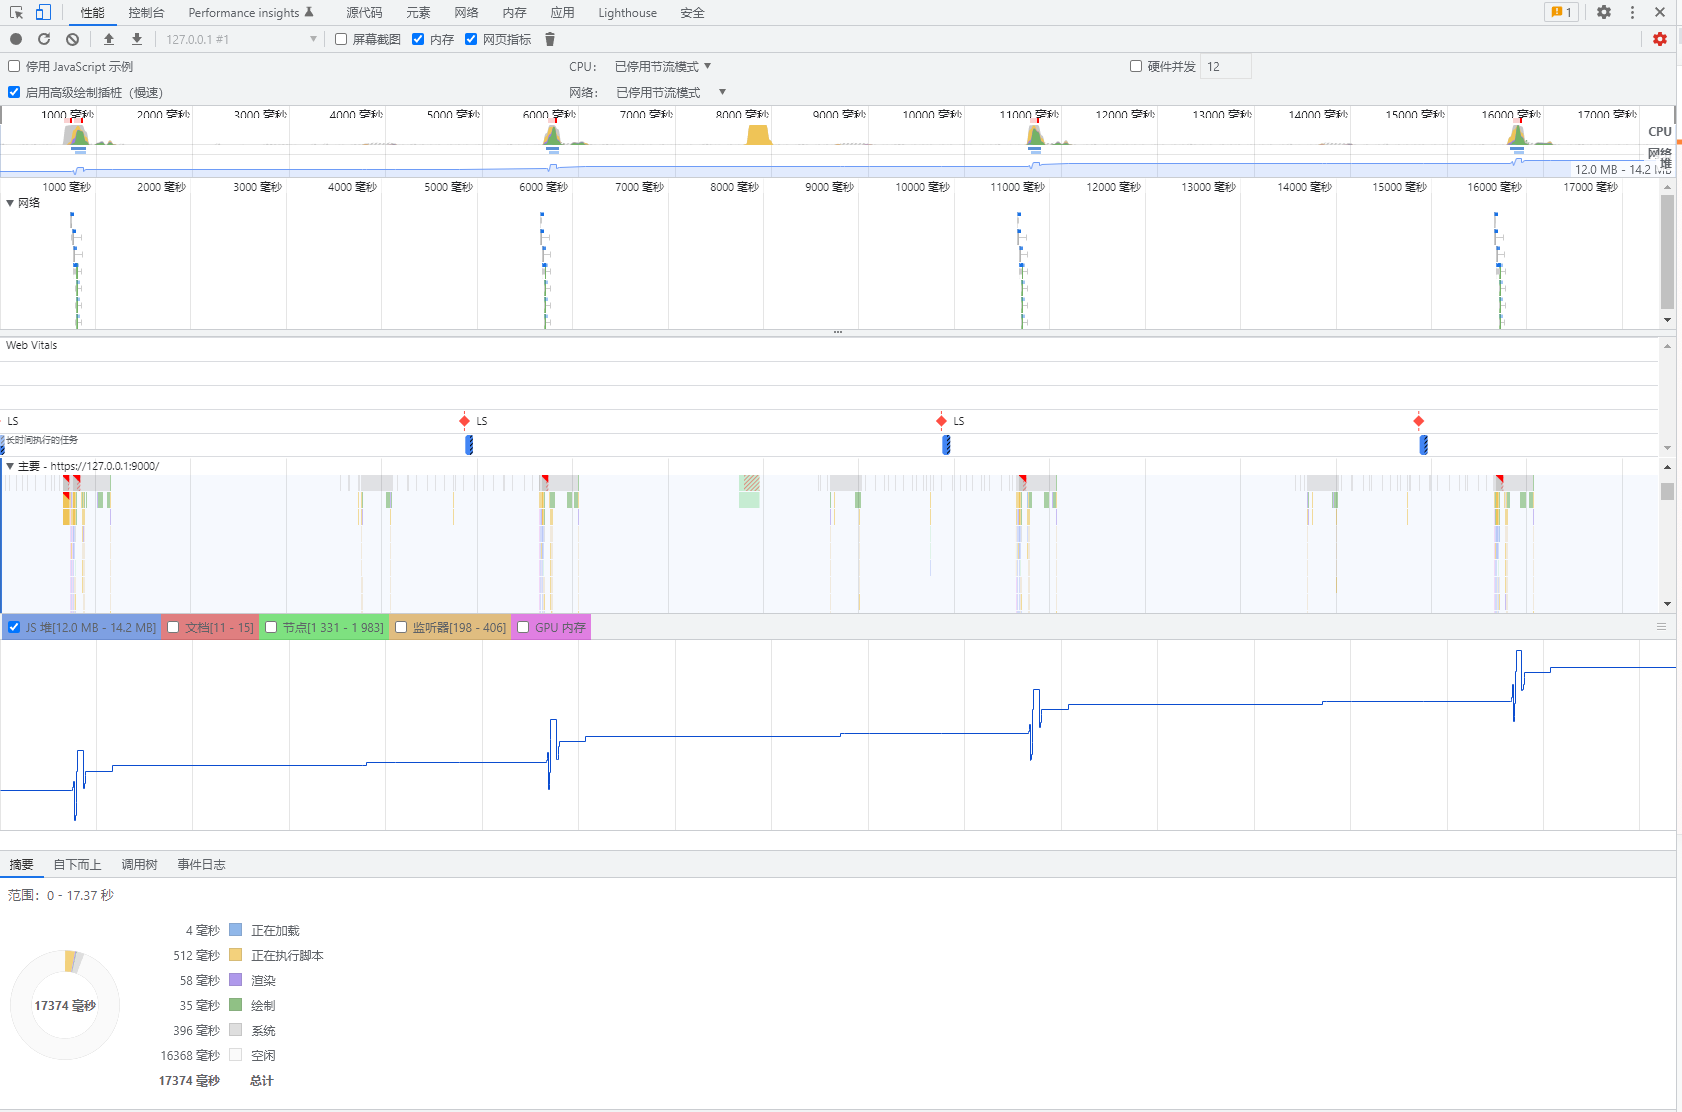 性能 控制台 Performance insights 源代码 元素 网络 内存 应用 Lighthouse 安全 1
127.0.0.1 #1 屏幕截图 内存 网页指标
停用 JavaScript 示例 CPU： 已停用节流模式 硬件并发 12
启用高级绘制插桩（慢速） 网络： 已停用节流模式
1000 毫秒 2000 毫秒 3000 毫秒 4000 毫秒 5000 毫秒 6000 毫秒 7000 毫秒 8000 毫秒 9000 毫秒 10000 毫秒 11000 毫秒 12000 毫秒 13000 毫秒 14000 毫秒 15000 毫秒 16000 毫秒 17000 毫秒
CPU
网络
堆
12.0 MB - 14.2 MB
1000 毫秒 2000 毫秒 3000 毫秒 4000 毫秒 5000 毫秒 6000 毫秒 7000 毫秒 8000 毫秒 9000 毫秒 10000 毫秒 11000 毫秒 12000 毫秒 13000 毫秒 14000 毫秒 15000 毫秒 16000 毫秒 17000 毫秒
网络
Web Vitals
LS LS LS
长时间执行的任务
主要 - https://127.0.0.1:9000/
JS 堆[12.0 MB - 14.2 MB] 文档[11 - 15] 节点[1 331 - 1 983] 监听器[198 - 406] GPU 内存
摘要 自下而上 调用树 事件日志
范围：0 - 17.37 秒
4 毫秒 正在加载
512 毫秒 正在执行脚本
58 毫秒 渲染
35 毫秒 绘制
396 毫秒 系统
16368 毫秒 空闲
17374 毫秒 总计
17374 毫秒